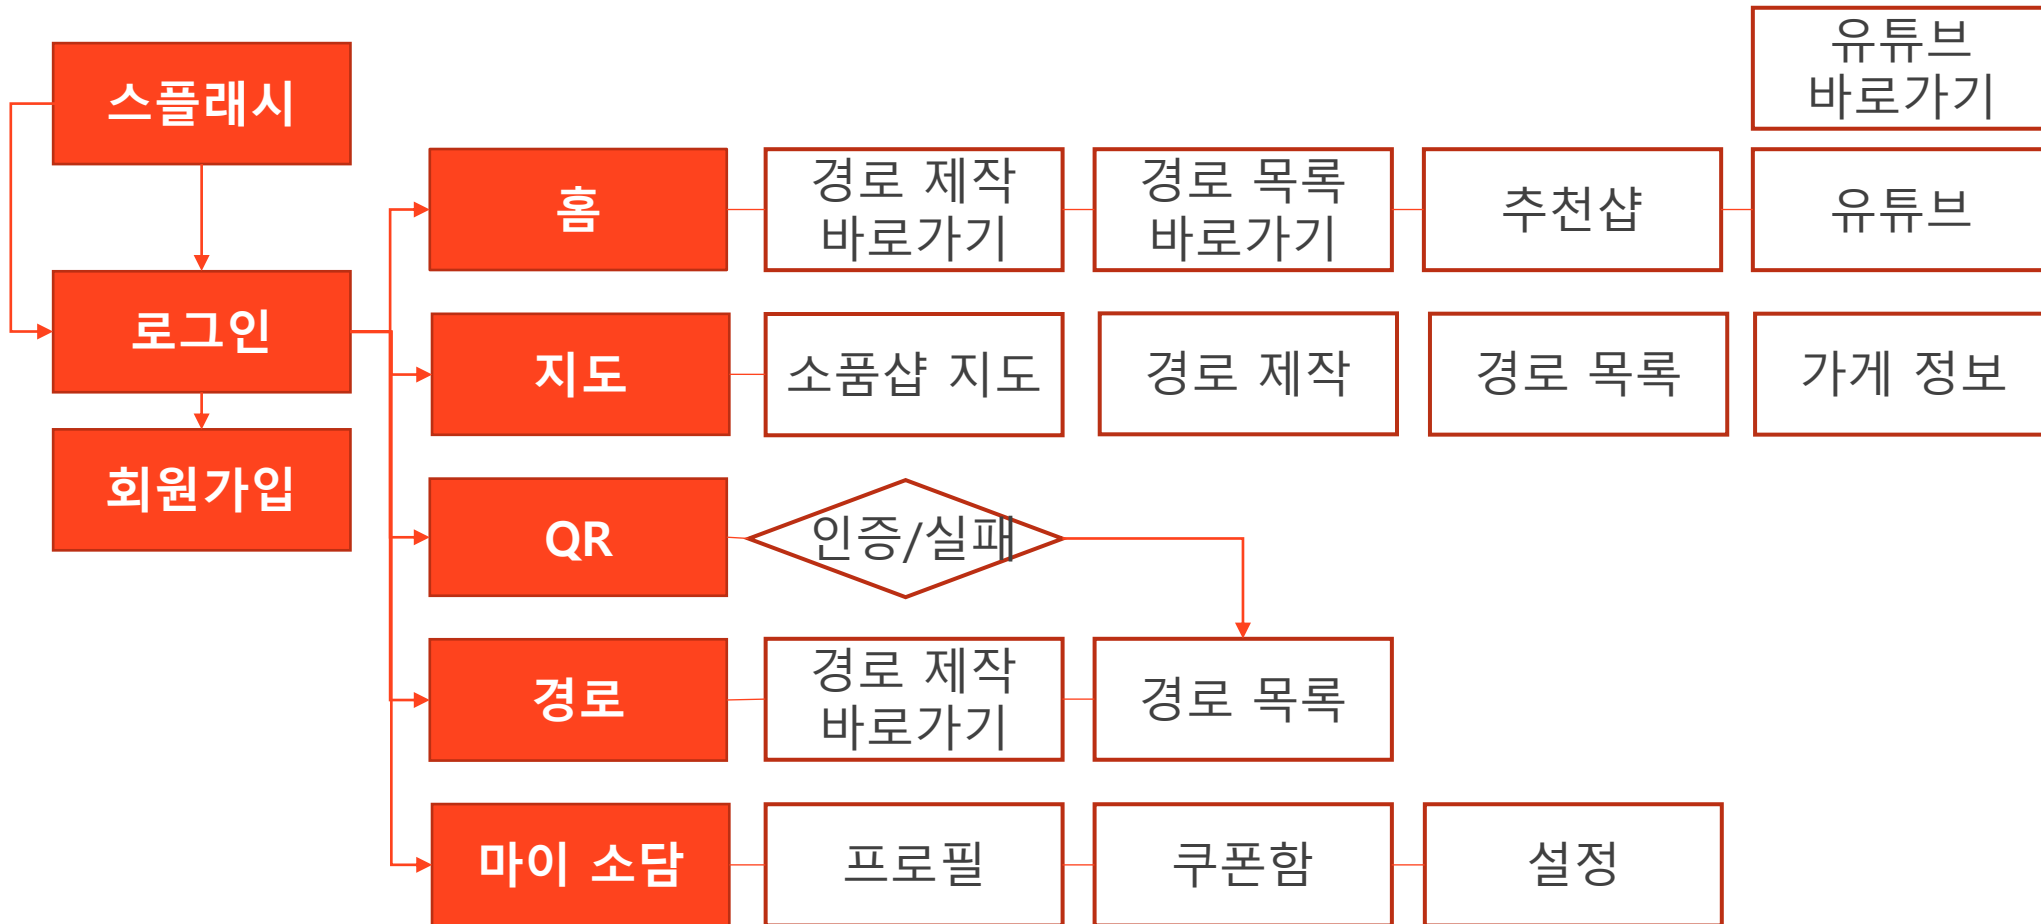 유튜브
바로가기
스플래시
홈
경로 제작
바로가기
경로 목록
바로가기
추천샵
유튜브
로그인
지도
소품샵 지도
경로 제작
경로 목록
가게 정보
회원가입
QR
인증/실패
경로
경로 제작
바로가기
경로 목록
마이 소담
프로필
쿠폰함
설정